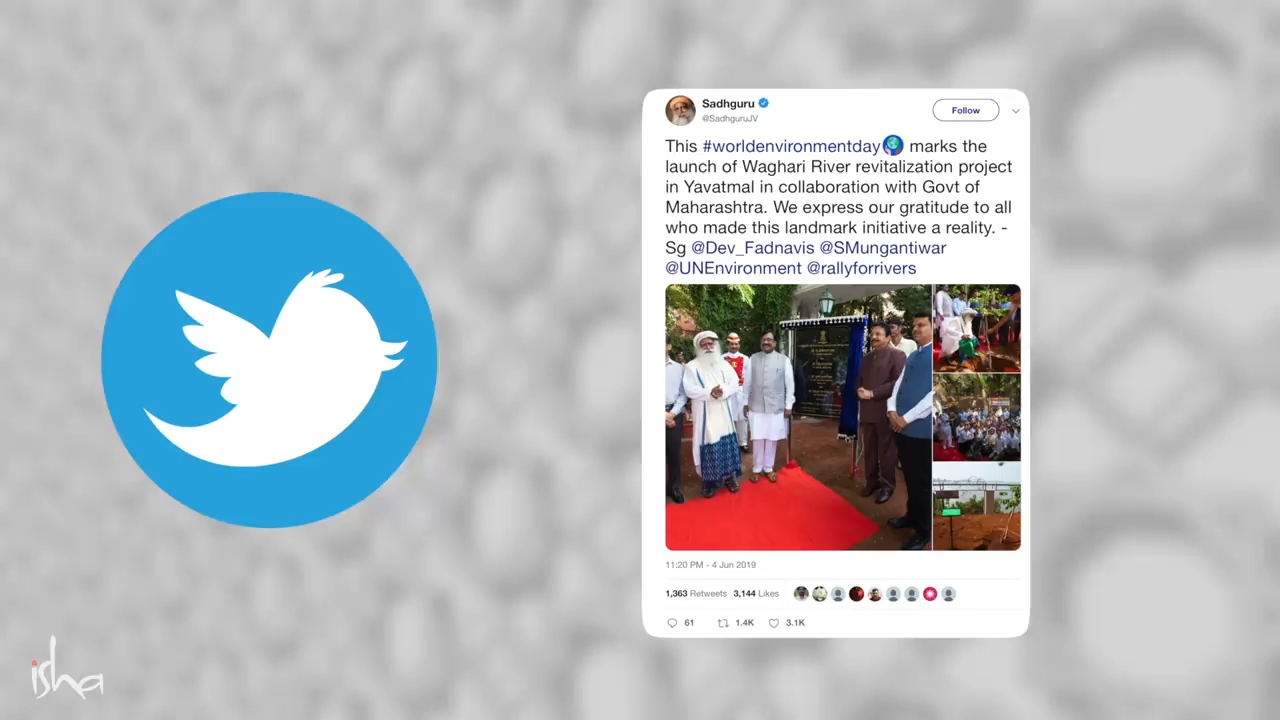 Sadhguru
@SadhguruJV
Follow
This #worldenvironmentday marks the
launch of Waghari River revitalization project
in Yavatmal in collaboration with Govt of
Maharashtra. We express our gratitude to all
who made this landmark initiative a reality. -
Sg @Dev_Fadnavis @SMungantiwar
@UNEnvironment @rallyforrivers
11:20 PM - 4 Jun 2019
1,363 Retweets 3,144 Likes
61 1.4K 3.1K
isha